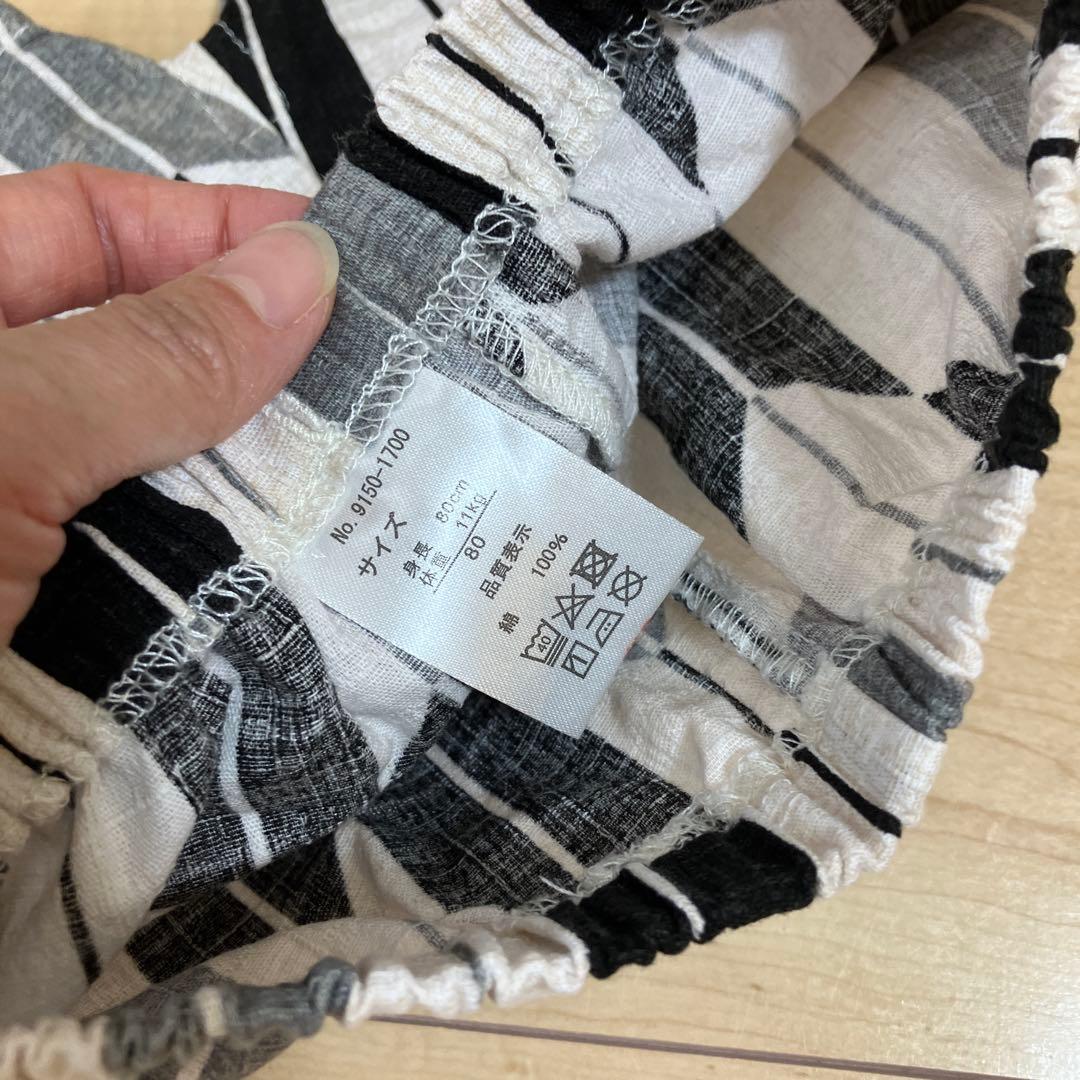 No. 9150-1700
サイズ
身長 80cm
体重 11kg
80
品質表示
綿 100%
40